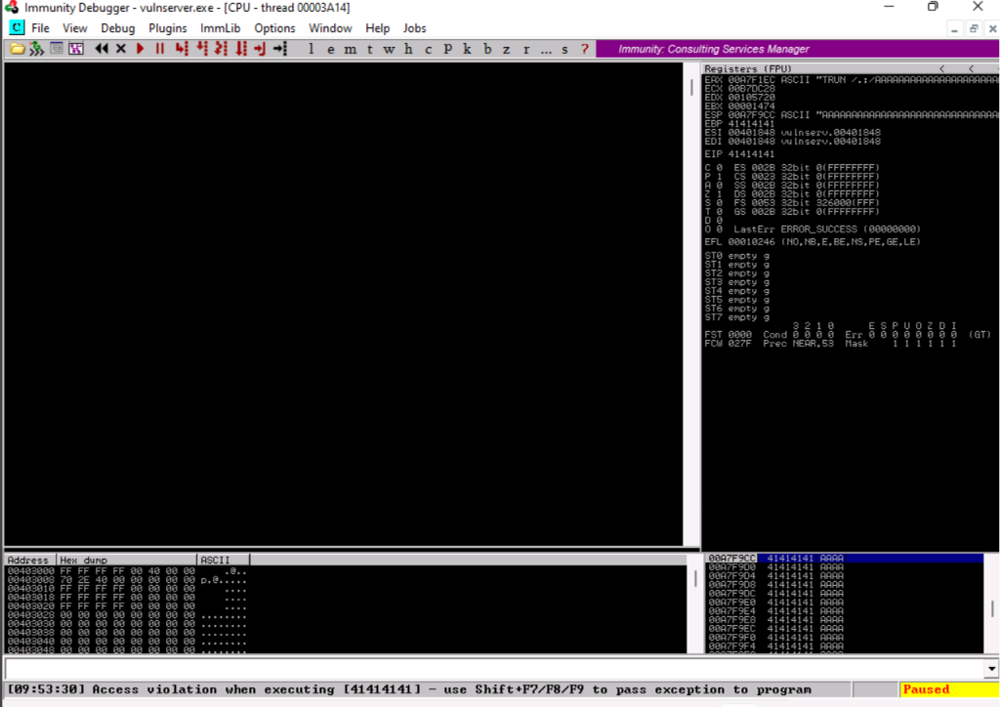 Immunity Debugger - vulnserver.exe - [CPU - thread 00003A14]
C File View Debug Plugins ImmLib Options Window Help Jobs
l e m t w h c P k b z r ... s ? Immunity: Consulting Services Manager
Registers (FPU) < <
EAX 00A7F1EC ASCII "TRUN /.:/AAAAAAAAAAAAAAAAAAAAA
ECX 00B7DC28
EDX 00105720
EBX 00001474
ESP 00A7F9CC ASCII "AAAAAAAAAAAAAAAAAAAAAAAAAAAAAA
EBP 41414141
ESI 00401848 vulnserv.00401848
EDI 00401848 vulnserv.00401848
EIP 41414141
C 0 ES 002B 32bit 0(FFFFFFFF)
P 1 CS 0023 32bit 0(FFFFFFFF)
A 0 SS 002B 32bit 0(FFFFFFFF)
Z 1 DS 002B 32bit 0(FFFFFFFF)
S 0 FS 0053 32bit 326000(FFF)
T 0 GS 002B 32bit 0(FFFFFFFF)
D 0
O 0 LastErr ERROR_SUCCESS (00000000)
EFL 00010246 (NO,NB,E,BE,NS,PE,GE,LE)
ST0 empty g
ST1 empty g
ST2 empty g
ST3 empty g
ST4 empty g
ST5 empty g
ST6 empty g
ST7 empty g
3 2 1 0 E S P U O Z D I
FST 0000 Cond 0 0 0 0 Err 0 0 0 0 0 0 0 0 (GT)
FCW 027F Prec NEAR,53 Mask 1 1 1 1 1 1
Address Hex dump ASCII
00403000 FF FF FF FF 00 40 00 00 .@..
00403008 70 2E 40 00 00 00 00 00 p.@.....
00403010 FF FF FF FF 00 00 00 00 ....
00403018 FF FF FF FF 00 00 00 00 ....
00403020 FF FF FF FF 00 00 00 00 ....
00403028 00 00 00 00 00 00 00 00 ........
00403030 00 00 00 00 00 00 00 00 ........
00403038 00 00 00 00 00 00 00 00 ........
00403040 00 00 00 00 00 00 00 00 ........
00403048 00 00 00 00 00 00 00 00 ........
00A7F9CC 41414141 AAAA
00A7F9D0 41414141 AAAA
00A7F9D4 41414141 AAAA
00A7F9D8 41414141 AAAA
00A7F9DC 41414141 AAAA
00A7F9E0 41414141 AAAA
00A7F9E4 41414141 AAAA
00A7F9E8 41414141 AAAA
00A7F9EC 41414141 AAAA
00A7F9F0 41414141 AAAA
00A7F9F4 41414141 AAAA
[09:53:30] Access violation when executing [41414141] - use Shift+F7/F8/F9 to pass exception to program
Paused